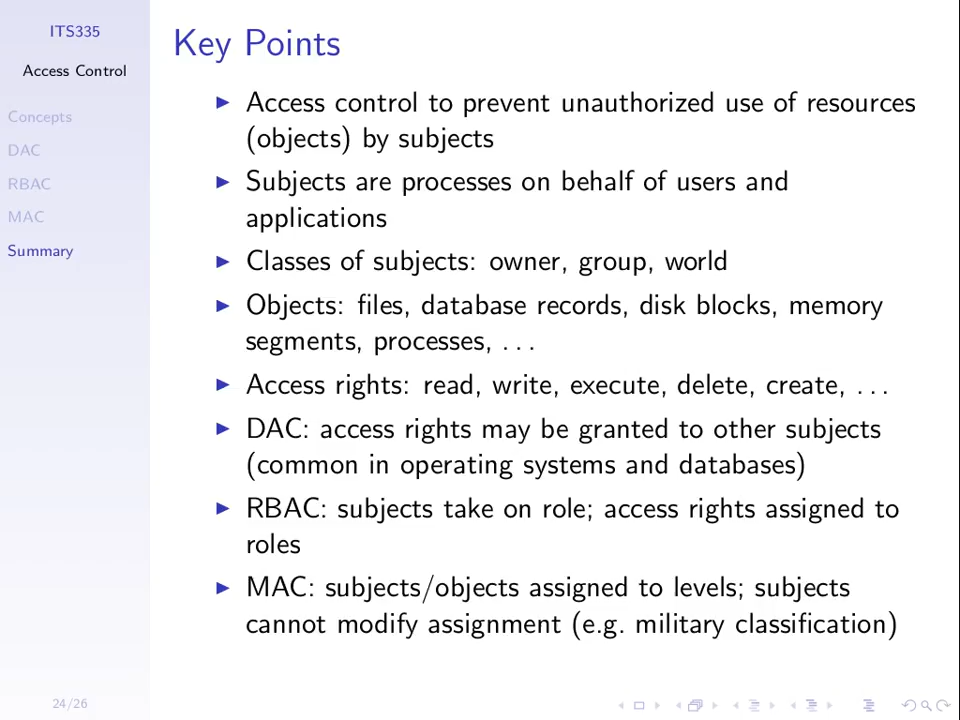 ITS335
Access Control
Concepts
DAC
RBAC
MAC
Summary
Key Points
Access control to prevent unauthorized use of resources
(objects) by subjects
Subjects are processes on behalf of users and
applications
Classes of subjects: owner, group, world
Objects: files, database records, disk blocks, memory
segments, processes, . . .
Access rights: read, write, execute, delete, create, . . .
DAC: access rights may be granted to other subjects
(common in operating systems and databases)
RBAC: subjects take on role; access rights assigned to
roles
MAC: subjects/objects assigned to levels; subjects
cannot modify assignment (e.g. military classification)
24/26